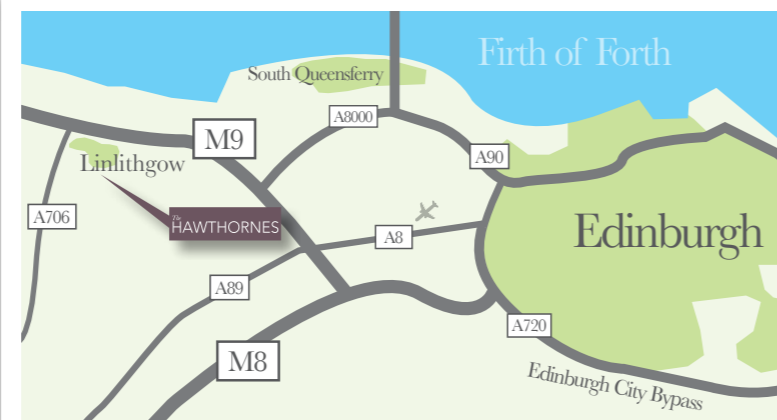 Firth of Forth
South Queensferry
A8000
M9
A90
Linlithgow
A706
The
HAWTHORNES
A8
Edinburgh
A89
A720
M8
Edinburgh City Bypass